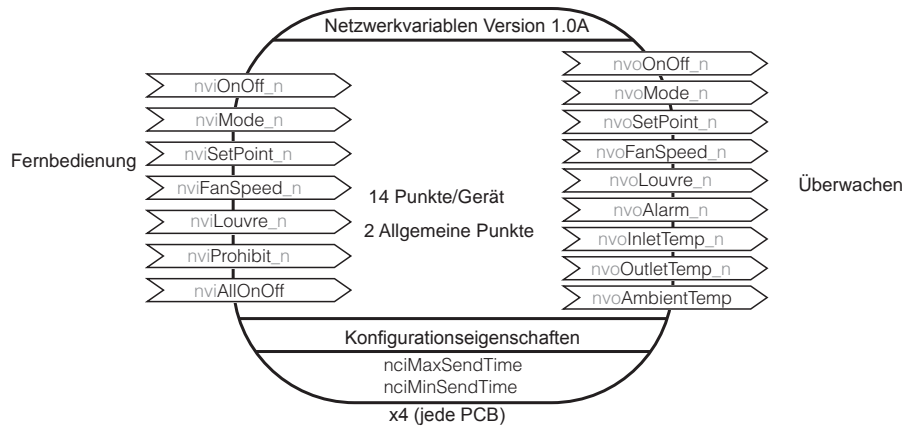 Netzwerkvariablen Version 1.0A
Fernbedienung
nviOnOff_n
nviMode_n
nviSetPoint_n
nviFanSpeed_n
nviLouvre_n
nviProhibit_n
nviAllOnOff
14 Punkte/Gerät
2 Allgemeine Punkte
nvoOnOff_n
nvoMode_n
nvoSetPoint_n
nvoFanSpeed_n
nvoLouvre_n
nvoAlarm_n
nvoInletTemp_n
nvoOutletTemp_n
nvoAmbientTemp
Überwachen
Konfigurationseigenschaften
nciMaxSendTime
nciMinSendTime
x4 (jede PCB)